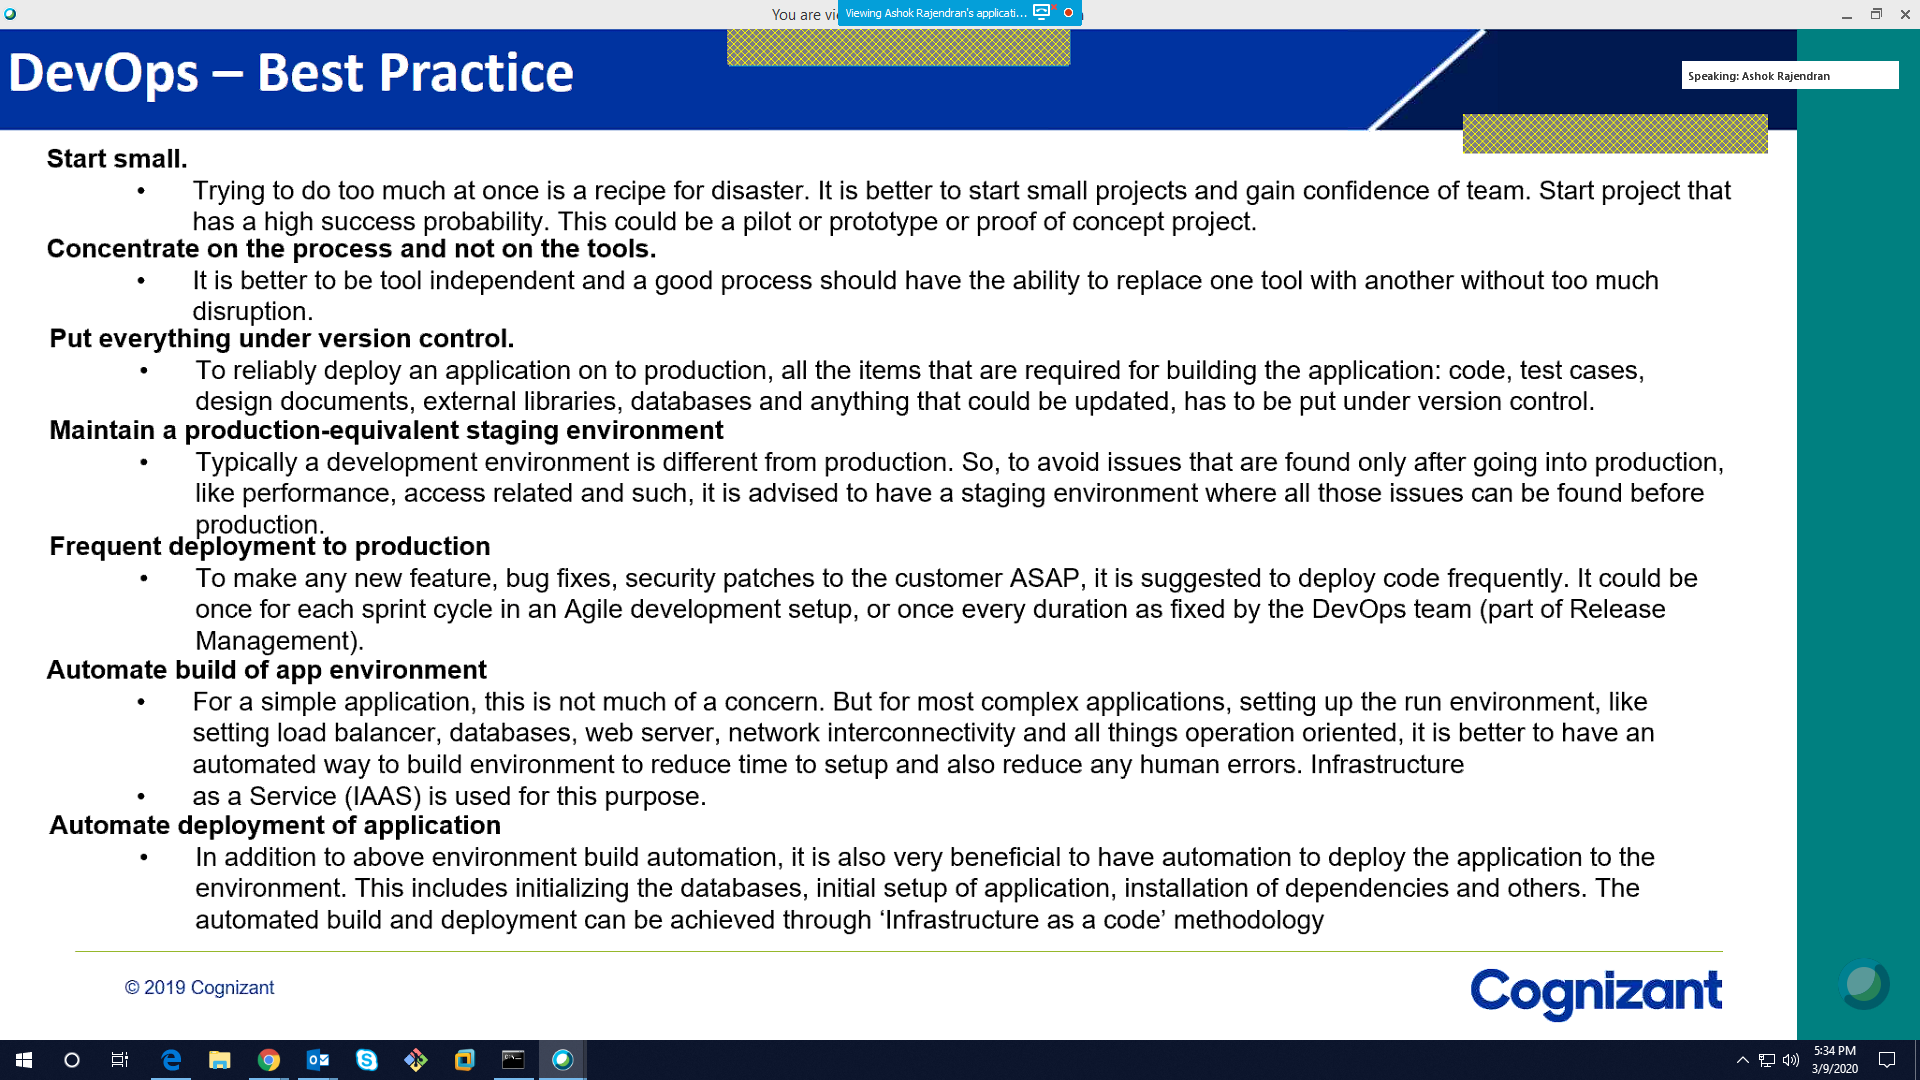 You are vi
Viewing Ashok Rajendran's applicati...
DevOps – Best Practice
Speaking: Ashok Rajendran
Start small.
• Trying to do too much at once is a recipe for disaster. It is better to start small projects and gain confidence of team. Start project that
has a high success probability. This could be a pilot or prototype or proof of concept project.
Concentrate on the process and not on the tools.
• It is better to be tool independent and a good process should have the ability to replace one tool with another without too much
disruption.
Put everything under version control.
• To reliably deploy an application on to production, all the items that are required for building the application: code, test cases,
design documents, external libraries, databases and anything that could be updated, has to be put under version control.
Maintain a production-equivalent staging environment
• Typically a development environment is different from production. So, to avoid issues that are found only after going into production,
like performance, access related and such, it is advised to have a staging environment where all those issues can be found before
production.
Frequent deployment to production
• To make any new feature, bug fixes, security patches to the customer ASAP, it is suggested to deploy code frequently. It could be
once for each sprint cycle in an Agile development setup, or once every duration as fixed by the DevOps team (part of Release
Management).
Automate build of app environment
• For a simple application, this is not much of a concern. But for most complex applications, setting up the run environment, like
setting load balancer, databases, web server, network interconnectivity and all things operation oriented, it is better to have an
automated way to build environment to reduce time to setup and also reduce any human errors. Infrastructure
• as a Service (IAAS) is used for this purpose.
Automate deployment of application
• In addition to above environment build automation, it is also very beneficial to have automation to deploy the application to the
environment. This includes initializing the databases, initial setup of application, installation of dependencies and others. The
automated build and deployment can be achieved through ‘Infrastructure as a code’ methodology
© 2019 Cognizant
Cognizant
5:34 PM
3/9/2020